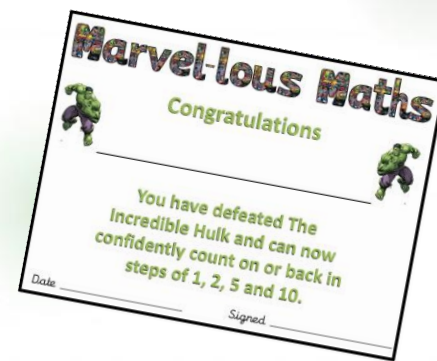 Marvel-lous Maths
Congratulations
You have defeated The
Incredible Hulk and can now
confidently count on or back in
steps of 1, 2, 5 and 10.
Date
Signed